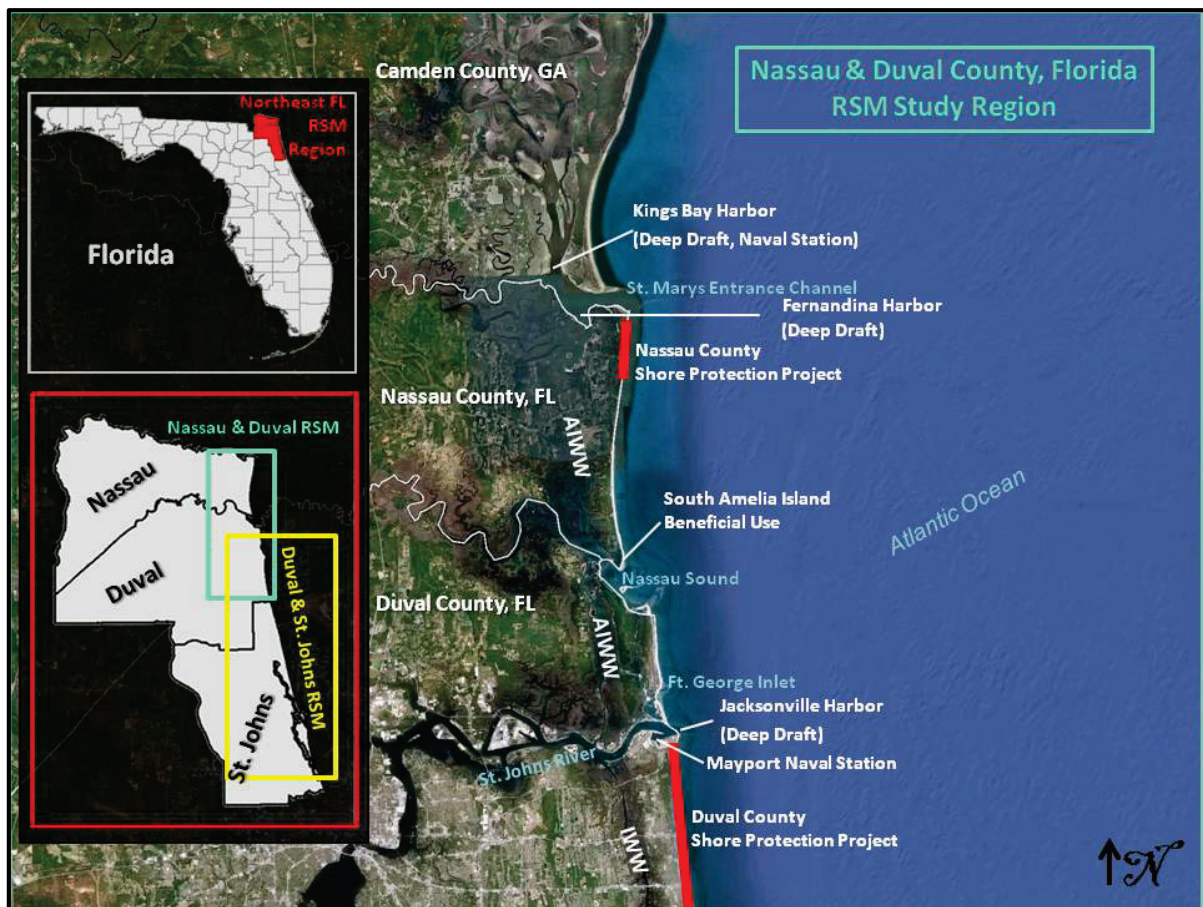 Nassau & Duval County, Florida
RSM Study Region
Northeast FL
RSM
Region
Florida
Nassau & Duval RSM
Nassau
Duval
St. Johns
Duval & St. Johns RSM
Camden County, GA
Kings Bay Harbor
(Deep Draft, Naval Station)
St. Marys Entrance Channel
Fernandina Harbor
(Deep Draft)
Nassau County
Shore Protection Project
Nassau County, FL
AIWW
South Amelia Island
Beneficial Use
Atlantic Ocean
Nassau Sound
Duval County, FL
AIWW
Ft. George Inlet
Jacksonville Harbor
(Deep Draft)
Mayport Naval Station
St. Johns River
Duval County
Shore Protection Project
IWW
N